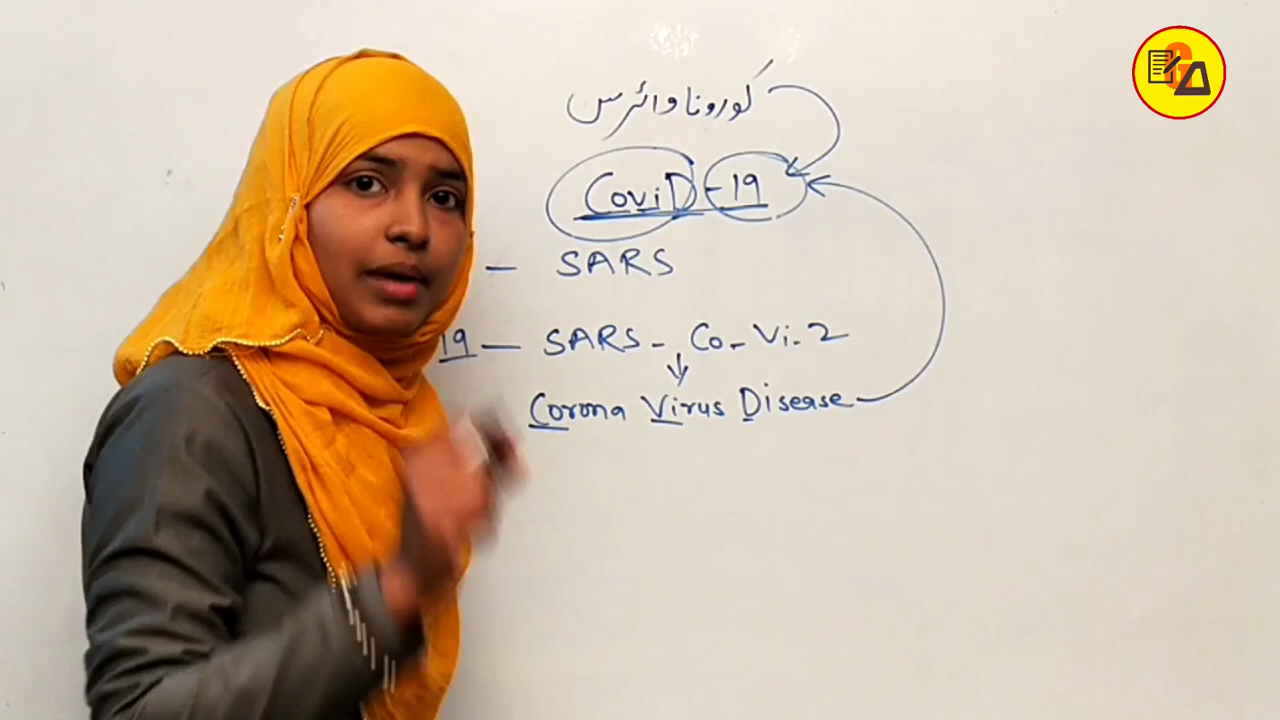 کورونا وائرس
CoviD-19
— SARS
19 — SARS - Co - Vi - 2
Corona Virus Disease